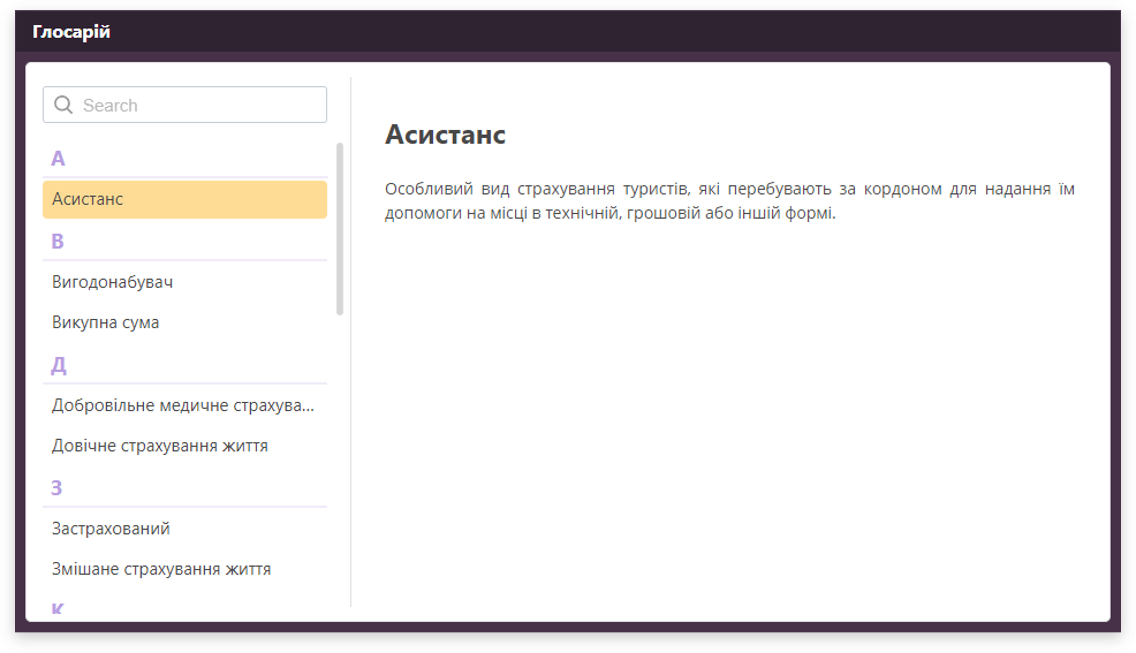 Глосарій
Search
А
Асистанс
В
Вигодонабувач
Викупна сума
Д
Добровільне медичне страхува...
Довічне страхування життя
З
Застрахований
Змішане страхування життя
К
Асистанс
Особливий вид страхування туристів, які перебувають за кордоном для надання їм
допомоги на місці в технічній, грошовій або іншій формі.